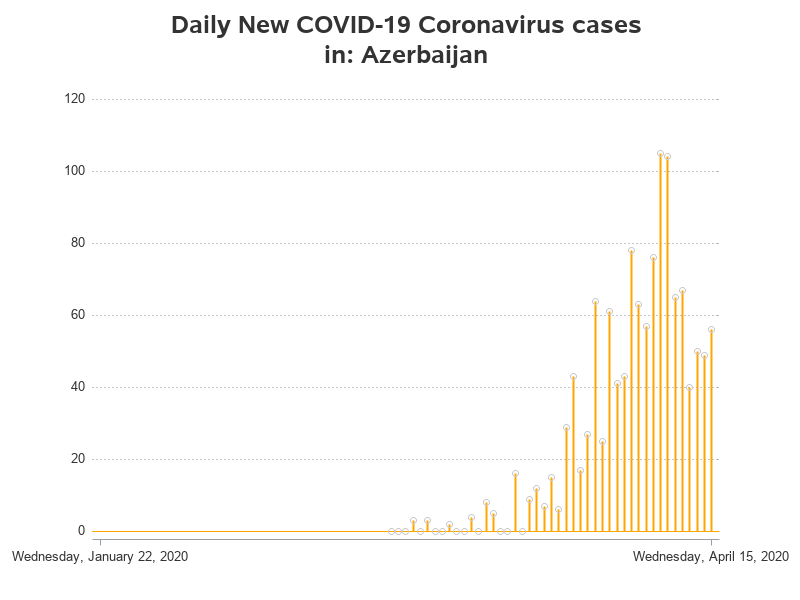 Daily New COVID-19 Coronavirus cases
in: Azerbaijan
120
100
80
60
40
20
0
Wednesday, January 22, 2020
Wednesday, April 15, 2020